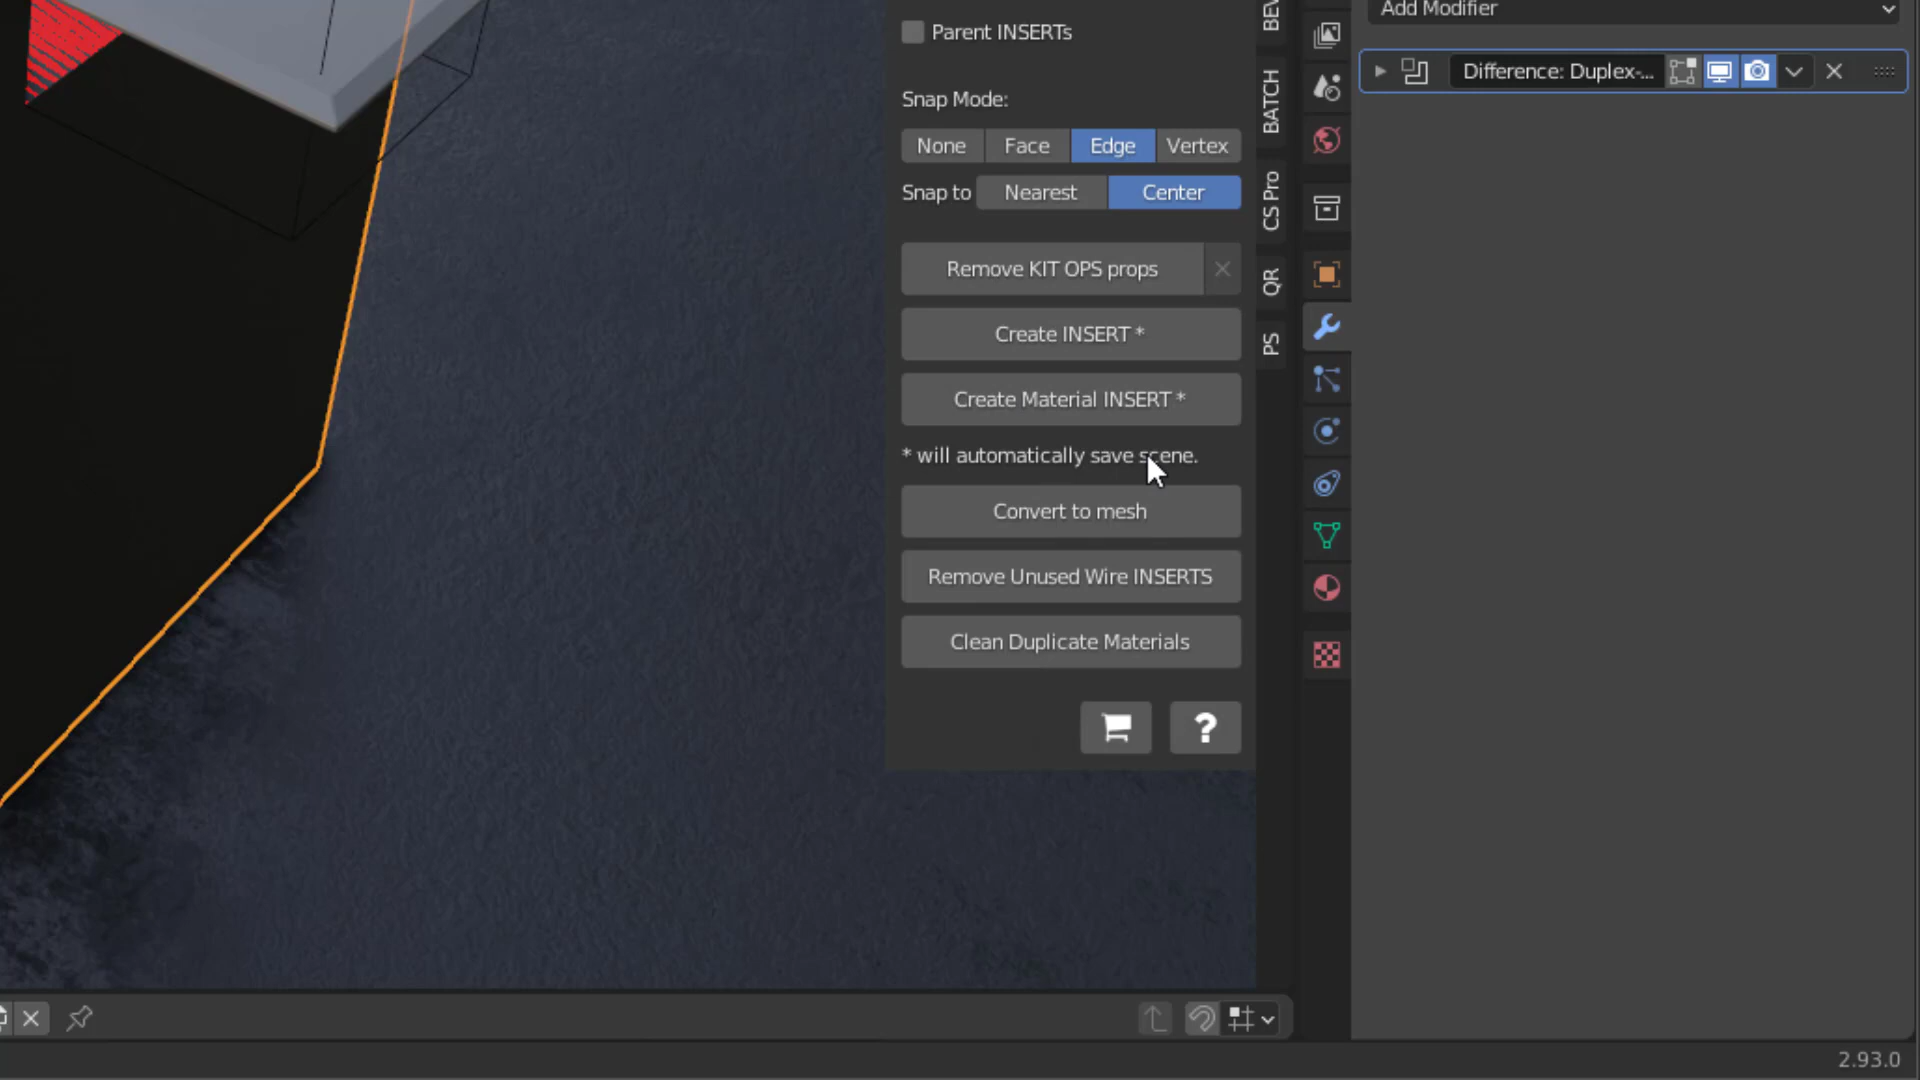 Parent INSERTs
Snap Mode:
None Face Edge Vertex
Snap to Nearest Center
Remove KIT OPS props
Create INSERT *
Create Material INSERT *
* will automatically save scene.
Convert to mesh
Remove Unused Wire INSERTS
Clean Duplicate Materials
?
BEV
BATCH
CS Pro
QR
PS
Add Modifier
Difference: Duplex-...
2.93.0